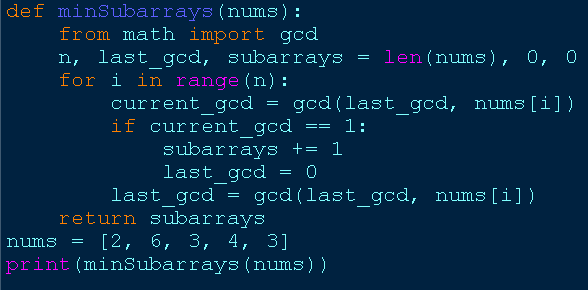 def minSubarrays(nums):
    from math import gcd
    n, last_gcd, subarrays = len(nums), 0, 0
    for i in range(n):
        current_gcd = gcd(last_gcd, nums[i])
        if current_gcd == 1:
            subarrays += 1
            last_gcd = 0
        last_gcd = gcd(last_gcd, nums[i])
    return subarrays
nums = [2, 6, 3, 4, 3]
print(minSubarrays(nums))